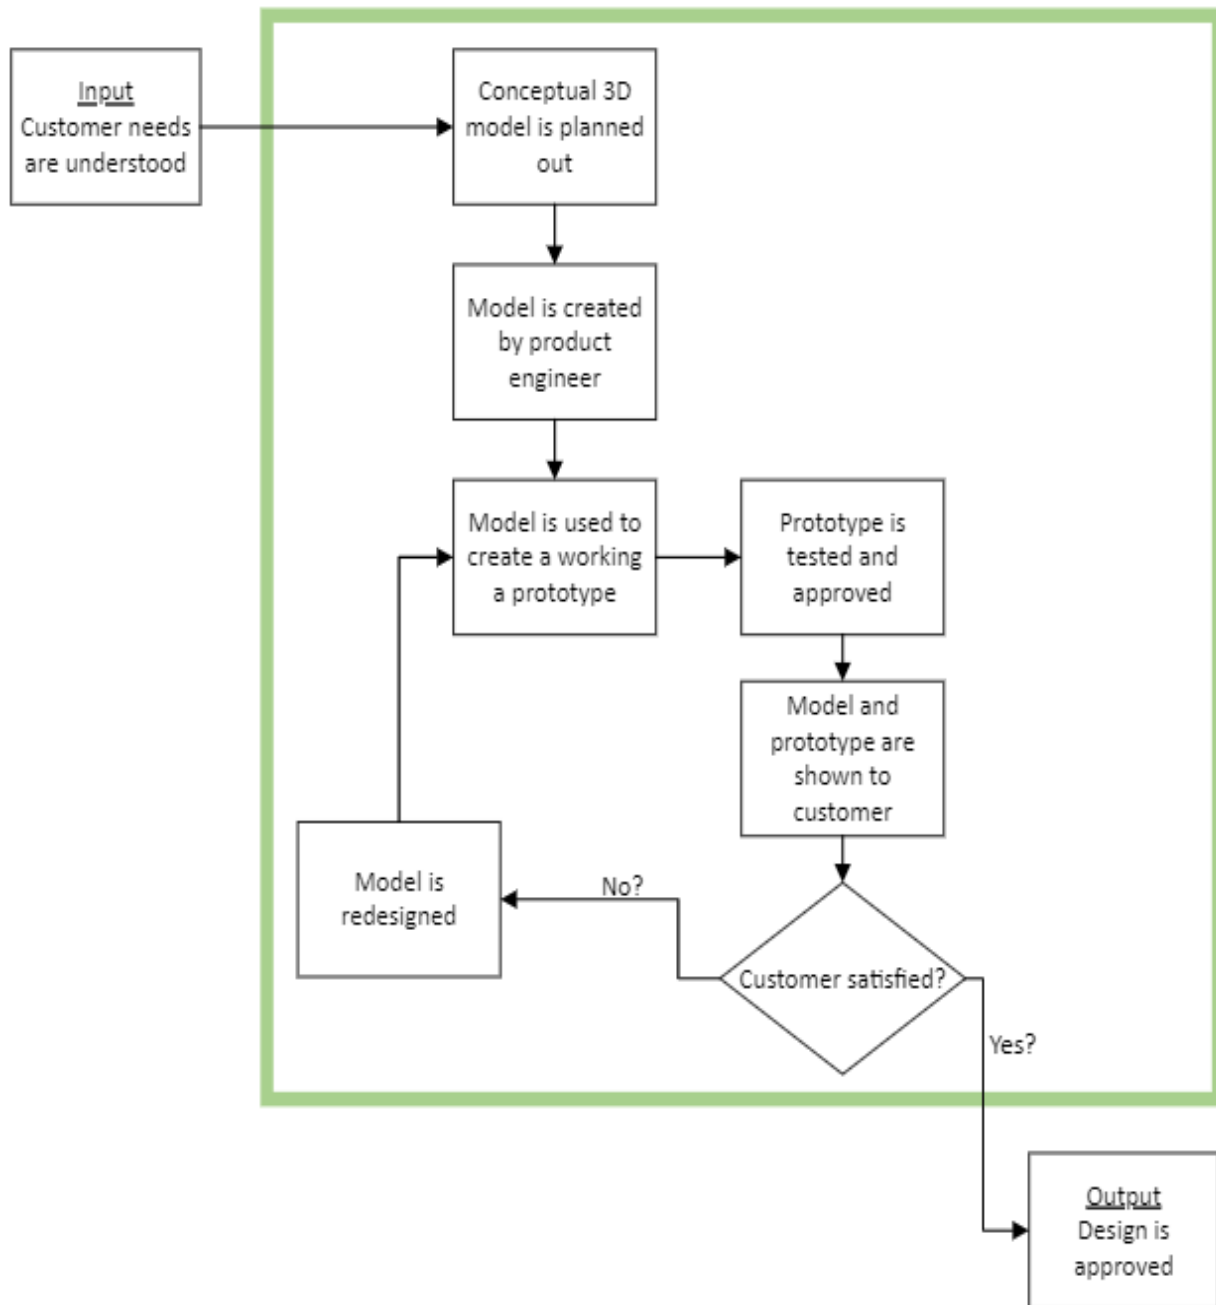 Input
Customer needs
are understood
Conceptual 3D
model is planned
out
Model is created
by product
engineer
Model is used to
create a working
a prototype
Prototype is
tested and
approved
Model and
prototype are
shown to
customer
Customer satisfied?
No?
Model is
redesigned
Yes?
Output
Design is
approved